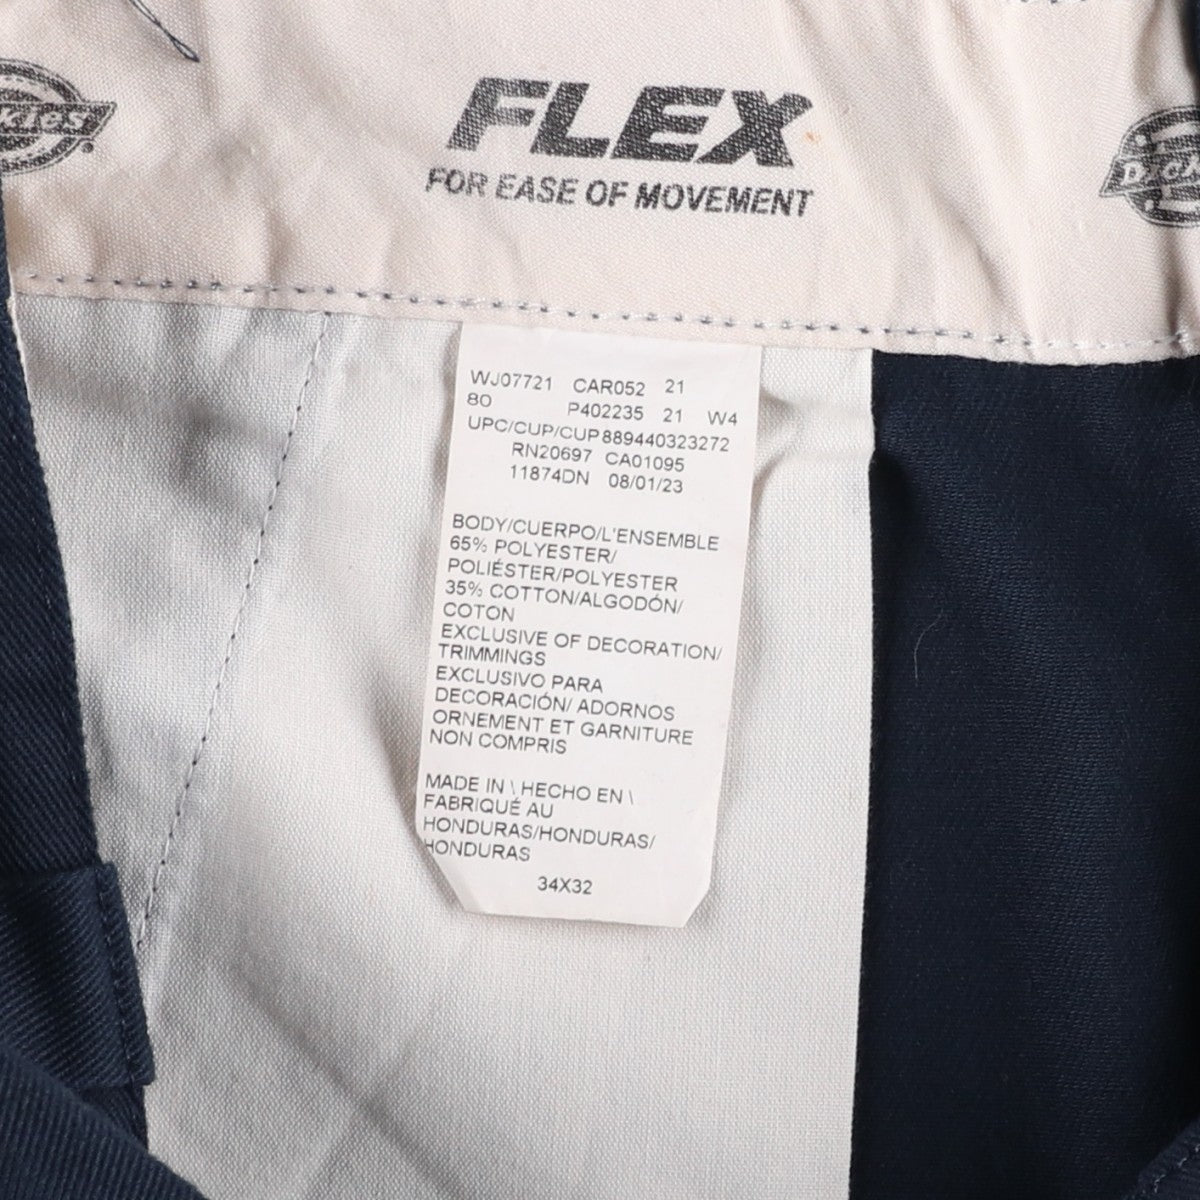 FLEX
FOR EASE OF MOVEMENT
WJ07721 CAR052 21
80 P402235 21 W4
UPC/CUP/CUP 889440323272
RN20697 CA01095
11874DN 08/01/23
BODY/CUERPO/L'ENSEMBLE
65% POLYESTER/
POLIÉSTER/POLYESTER
35% COTTON/ALGODÓN/
COTON
EXCLUSIVE OF DECORATION/
TRIMMINGS
EXCLUSIVO PARA
DECORACIÓN/ ADORNOS
ORNEMENT ET GARNITURE
NON COMPRIS
MADE IN \ HECHO EN \
FABRIQUÉ AU
HONDURAS/HONDURAS/
HONDURAS
34X32